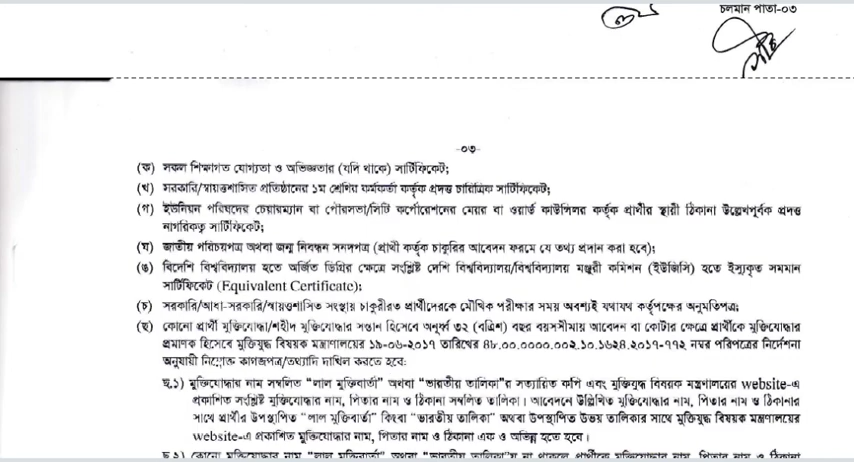 চলমান পাতা-০৩
-০৩-
(ক) সকল শিক্ষাগত যোগ্যতা ও অভিজ্ঞতার (যদি থাকে) সার্টিফিকেট;
(খ) সরকারি/স্বায়ত্তশাসিত প্রতিষ্ঠানের ১ম শ্রেণির কর্মকর্তা কর্তৃক প্রদত্ত চারিত্রিক সার্টিফিকেট;
(গ) ইউনিয়ন পরিষদের চেয়ারম্যান বা পৌরসভা/সিটি কর্পোরেশনের মেয়র বা ওয়ার্ড কাউন্সিলর কর্তৃক প্রার্থীর স্থায়ী ঠিকানা উল্লেখপূর্বক প্রদত্ত
নাগরিকত্ব সার্টিফিকেট;
(ঘ) জাতীয় পরিচয়পত্র অথবা জন্ম নিবন্ধন সনদপত্র (প্রার্থী কর্তৃক চাকুরির আবেদন ফরমে যে তথ্য প্রদান করা হবে);
(ঙ) বিদেশি বিশ্ববিদ্যালয় হতে অর্জিত ডিগ্রির ক্ষেত্রে সংশ্লিষ্ট দেশি বিশ্ববিদ্যালয়/বিশ্ববিদ্যালয় মঞ্জুরী কমিশন (ইউজিসি) হতে ইস্যুকৃত সমমান
সার্টিফিকেট (Equivalent Certificate);
(চ) সরকারি/আধা-সরকারি/স্বায়ত্তশাসিত সংস্থায় চাকুরীরত প্রার্থীদেরকে মৌখিক পরীক্ষার সময় অবশ্যই যথাযথ কর্তৃপক্ষের অনুমতিপত্র;
(ছ) কোনো প্রার্থী মুক্তিযোদ্ধা/শহীদ মুক্তিযোদ্ধার সন্তান হিসেবে অনূর্ধ্ব ৩২ (বত্রিশ) বছর বয়সসীমায় আবেদন বা কোটার ক্ষেত্রে প্রার্থীকে মুক্তিযোদ্ধার
প্রমাণক হিসেবে মুক্তিযুদ্ধ বিষয়ক মন্ত্রণালয়ের ১৯-০৬-২০১৭ তারিখের ৪৮.০০.০০০০.০০২.১০.১৬২৪.২০১৭-৭৭২ নম্বর পরিপত্রের নির্দেশনা
অনুযায়ী নিম্নোক্ত কাগজপত্র/তথ্যাদি দাখিল করতে হবে:
ছ.১) মুক্তিযোদ্ধার নাম সম্বলিত “লাল মুক্তিবার্তা” অথবা “ভারতীয় তালিকা”র সত্যায়িত কপি এবং মুক্তিযুদ্ধ বিষয়ক মন্ত্রণালয়ের website-এ
প্রকাশিত সংশ্লিষ্ট মুক্তিযোদ্ধার নাম, পিতার নাম ও ঠিকানা সম্বলিত তালিকা। আবেদনে উল্লিখিত মুক্তিযোদ্ধার নাম, পিতার নাম ও ঠিকানার
সাথে প্রার্থীর উপস্থাপিত “লাল মুক্তিবার্তা” কিংবা “ভারতীয় তালিকা” অথবা উপস্থাপিত উভয় তালিকার সাথে মুক্তিযুদ্ধ বিষয়ক মন্ত্রণালয়ের
website-এ প্রকাশিত মুক্তিযোদ্ধার নাম, পিতার নাম ও ঠিকানা এক ও অভিন্ন হতে হবে।
ছ.২) কোনো মুক্তিযোদ্ধার নাম “লাল মুক্তিবার্তা” অথবা “ভারতীয় তালিকা”য় না থাকলে প্রার্থীকে মুক্তিযোদ্ধার নাম, পিতার নাম ও ঠিকানা